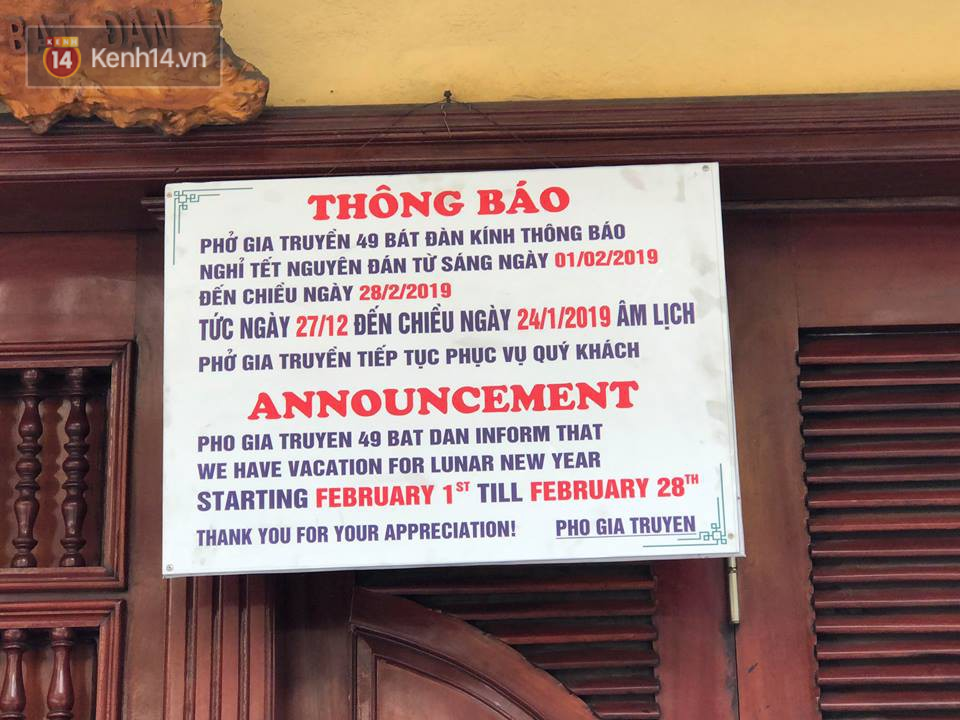 BÁT ĐÀN
KENH
14
Kenh14.vn
THÔNG BÁO
PHỞ GIA TRUYỀN 49 BÁT ĐÀN KÍNH THÔNG BÁO
NGHỈ TẾT NGUYÊN ĐÁN TỪ SÁNG NGÀY 01/02/2019
ĐẾN CHIỀU NGÀY 28/2/2019
TỨC NGÀY 27/12 ĐẾN CHIỀU NGÀY 24/1/2019 ÂM LỊCH
PHỞ GIA TRUYỀN TIẾP TỤC PHỤC VỤ QUÝ KHÁCH
ANNOUNCEMENT
PHO GIA TRUYEN 49 BAT DAN INFORM THAT
WE HAVE VACATION FOR LUNAR NEW YEAR
STARTING FEBRUARY 1ST TILL FEBRUARY 28TH
THANK YOU FOR YOUR APPRECIATION! PHO GIA TRUYEN